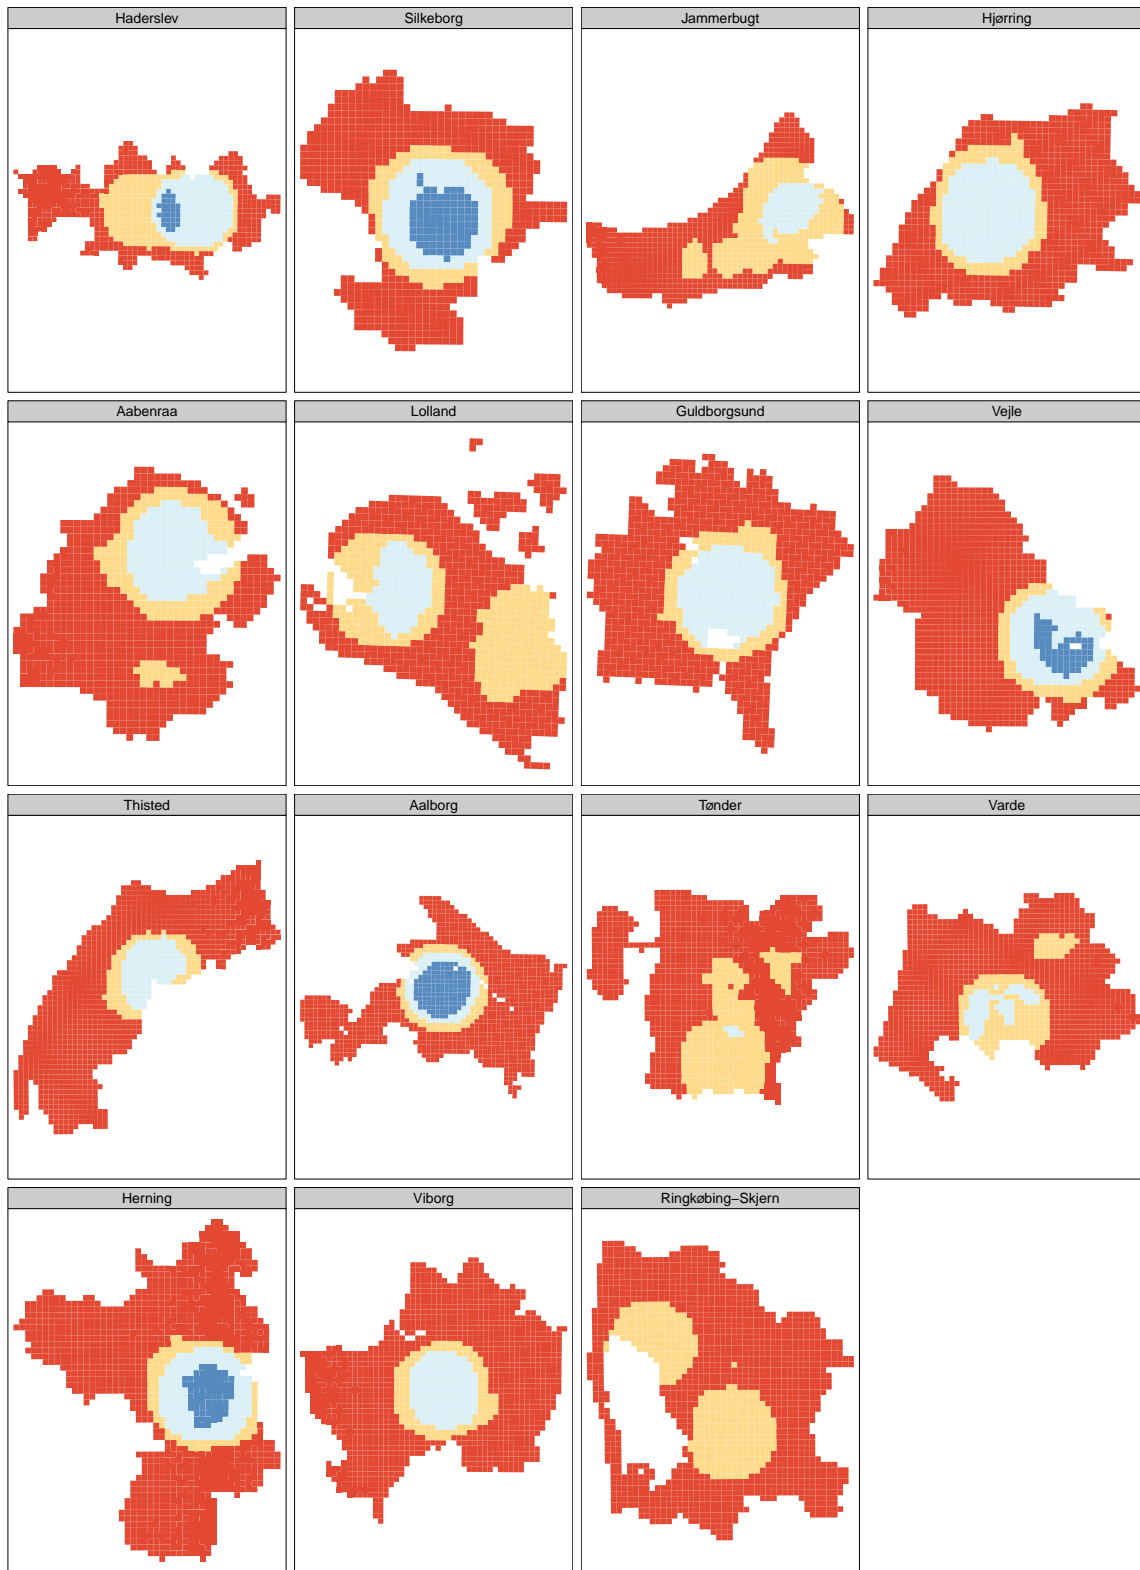 Haderslev
Silkeborg
Jammerbugt
Hjørring
Aabenraa
Lolland
Guldborgsund
Vejle
Thisted
Aalborg
Tønder
Varde
Herning
Viborg
Ringkøbing−Skjern